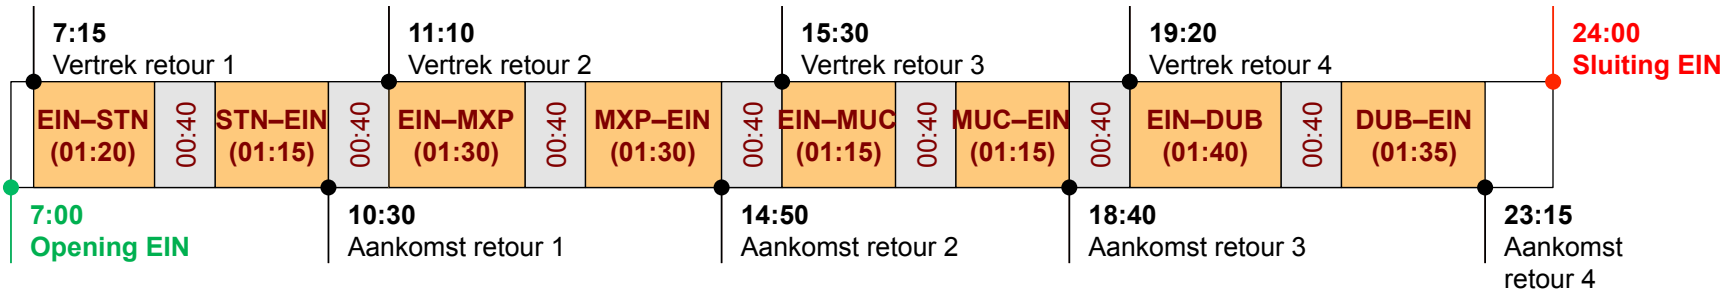 7:15
Vertrek retour 1
11:10
Vertrek retour 2
15:30
Vertrek retour 3
19:20
Vertrek retour 4
24:00
Sluiting EIN
EIN–STN
(01:20)
00:40
STN–EIN
(01:15)
00:40
EIN–MXP
(01:30)
00:40
MXP–EIN
(01:30)
00:40
EIN–MUC
(01:15)
00:40
MUC–EIN
(01:15)
00:40
EIN–DUB
(01:40)
00:40
DUB–EIN
(01:35)
7:00
Opening EIN
10:30
Aankomst retour 1
14:50
Aankomst retour 2
18:40
Aankomst retour 3
23:15
Aankomst
retour 4